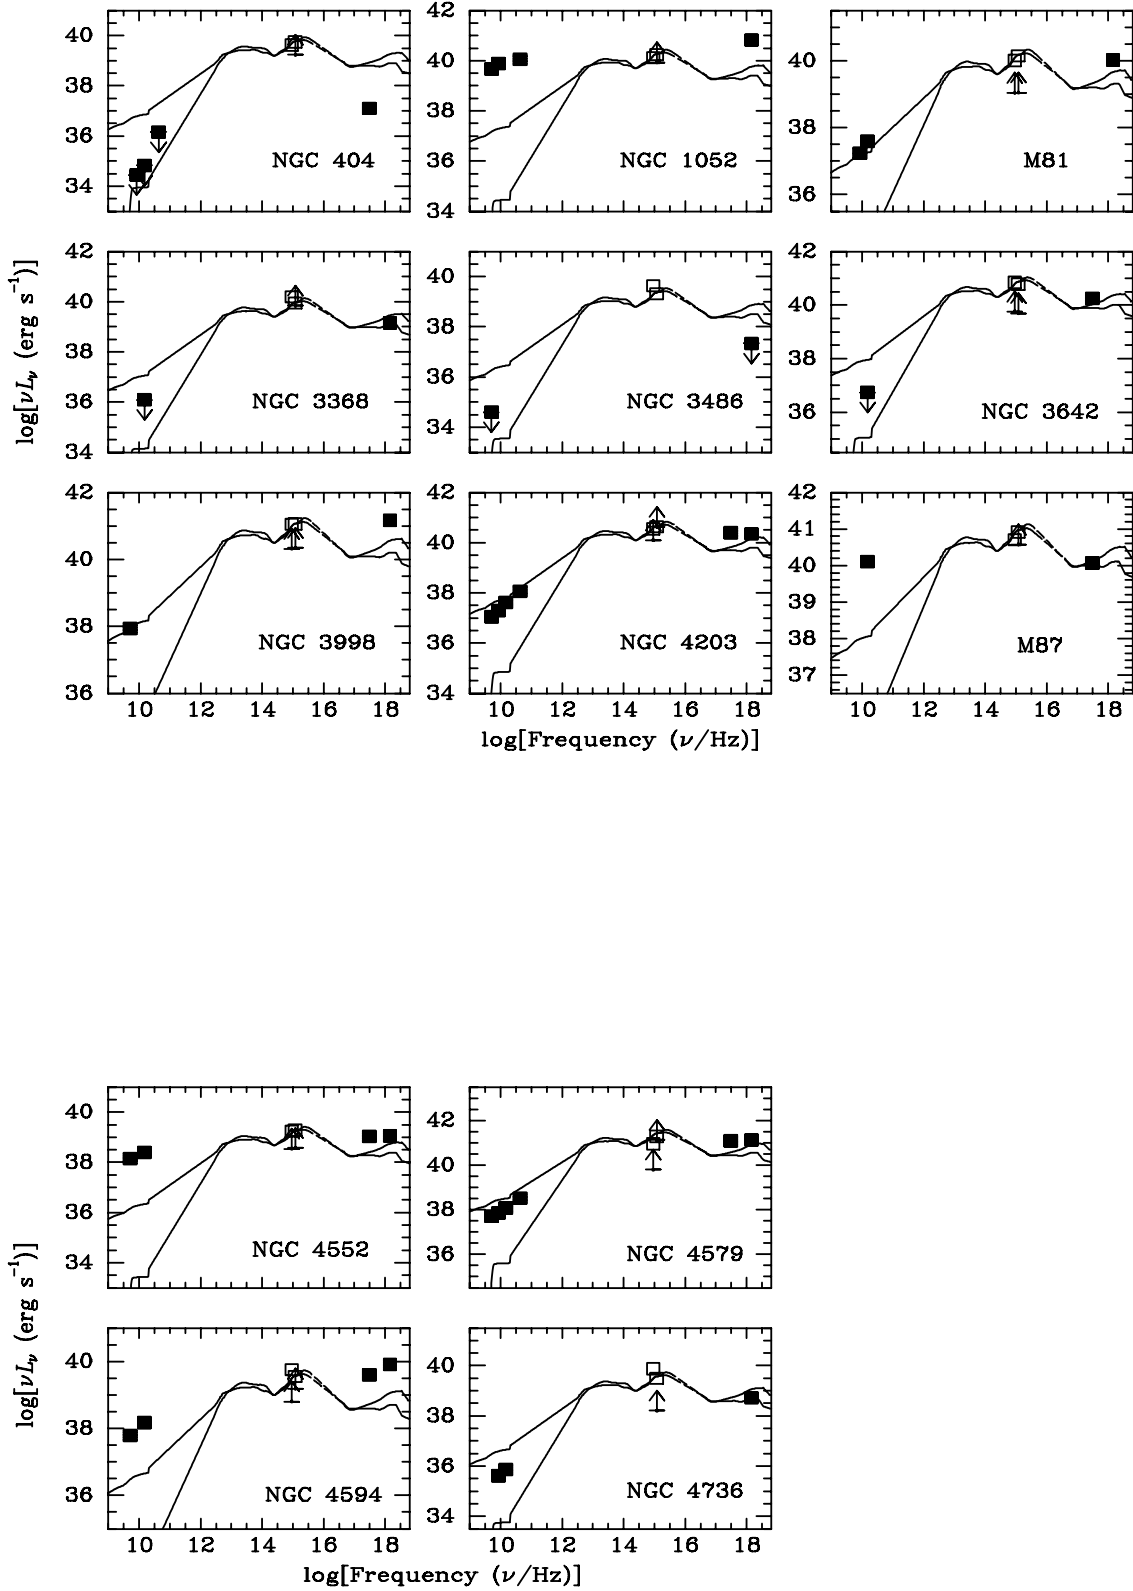 40
38
36
34
NGC 404
42
40
38
36
34
NGC 1052
40
38
36
M81
log[νLν (erg s⁻¹)]
42
40
38
36
34
NGC 3368
42
40
38
36
34
NGC 3486
42
40
38
36
NGC 3642
42
40
38
36
NGC 3998
42
40
38
36
34
NGC 4203
42
41
40
39
38
37
M87
10 12 14 16 18
10 12 14 16 18
10 12 14 16 18
log[Frequency (ν/Hz)]
log[νLν (erg s⁻¹)]
40
38
36
34
NGC 4552
42
40
38
36
NGC 4579
40
38
36
NGC 4594
40
38
36
34
NGC 4736
10 12 14 16 18
10 12 14 16 18
log[Frequency (ν/Hz)]